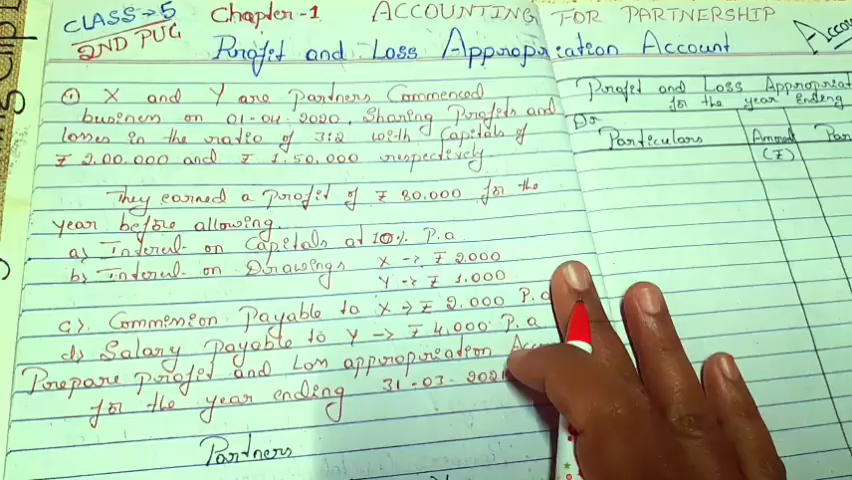 CLASS → 5
2ND PUC
Chapter-1 ACCOUNTING FOR PARTNERSHIP
Profit and Loss Appropriation Account
① X and Y are Partners Commenced
business on 01-04-2020, Sharing Profits and
losses in the ratio of 3:2 with Capitals of
₹ 2,00,000 and ₹ 1,50,000 respectively.
They earned a profit of ₹ 80,000 for the
year before allowing.
a) Interest on Capitals at 10% P.a
b) Interest on Drawings X → ₹ 2,000
Y → ₹ 1,000
c). Commission Payable to X → ₹ 2,000 P.a
d) Salary payable to Y → ₹ 4,000 P.a
Prepare profit and Loss appropriation
for the year ending 31-03-2021
Partners
Profit and Loss Appropriat
for the year ending
Dr
Particulars Amount
(₹)